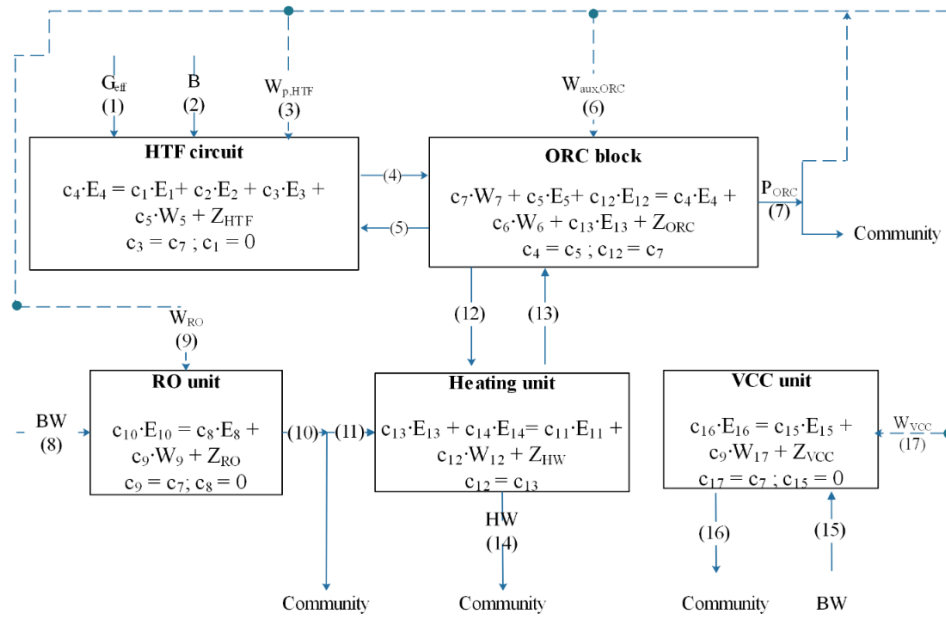 G_eff
(1)
B
(2)
W_p,HTF
(3)
W_aux,ORC
(6)
HTF circuit
c₄·E₄ = c₁·E₁+ c₂·E₂ + c₃·E₃ +
c₅·W₅ + Z_HTF
c₃ = c₇ ; c₁ = 0
(4)
(5)
ORC block
c₇·W₇ + c₅·E₅+ c₁₂·E₁₂ = c₄·E₄ +
c₆·W₆ + c₁₃·E₁₃ + Z_ORC
c₄ = c₅ ; c₁₂ = c₇
P_ORC
(7)
Community
(12)
(13)
W_RO
(9)
BW
(8)
RO unit
c₁₀·E₁₀ = c₈·E₈ +
c₉·W₉ + Z_RO
c₉ = c₇; c₈ = 0
(10)
(11)
Heating unit
c₁₃·E₁₃ + c₁₄·E₁₄= c₁₁·E₁₁ +
c₁₂·W₁₂ + Z_HW
c₁₂ = c₁₃
VCC unit
c₁₆·E₁₆ = c₁₅·E₁₅ +
c₉·W₁₇ + Z_VCC
c₁₇ = c₇ ; c₁₅ = 0
W_VCC
(17)
HW
(14)
(16)
(15)
Community
Community
Community
BW